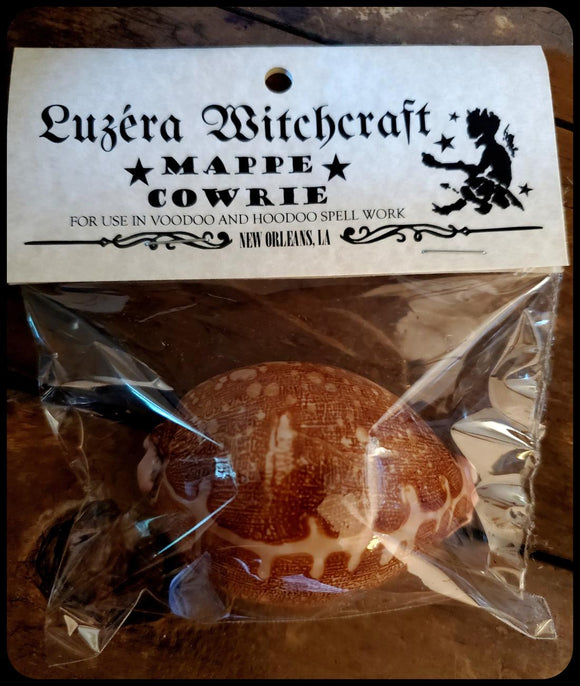 Luzéra Witchcraft
★MAPPE★
COWRIE
FOR USE IN VOODOO AND HOODOO SPELL WORK
NEW ORLEANS, LA